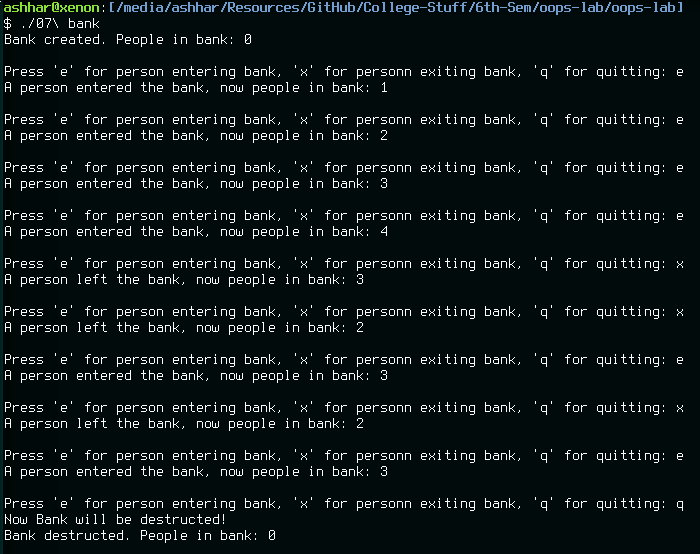 ashhar@xenon:[/media/ashhar/Resources/GitHub/College-Stuff/6th-Sem/oops-lab/oops-lab]
$ ./07\ bank
Bank created. People in bank: 0
Press 'e' for person entering bank, 'x' for personn exiting bank, 'q' for quitting: e
A person entered the bank, now people in bank: 1
Press 'e' for person entering bank, 'x' for personn exiting bank, 'q' for quitting: e
A person entered the bank, now people in bank: 2
Press 'e' for person entering bank, 'x' for personn exiting bank, 'q' for quitting: e
A person entered the bank, now people in bank: 3
Press 'e' for person entering bank, 'x' for personn exiting bank, 'q' for quitting: e
A person entered the bank, now people in bank: 4
Press 'e' for person entering bank, 'x' for personn exiting bank, 'q' for quitting: x
A person left the bank, now people in bank: 3
Press 'e' for person entering bank, 'x' for personn exiting bank, 'q' for quitting: x
A person left the bank, now people in bank: 2
Press 'e' for person entering bank, 'x' for personn exiting bank, 'q' for quitting: e
A person entered the bank, now people in bank: 3
Press 'e' for person entering bank, 'x' for personn exiting bank, 'q' for quitting: x
A person left the bank, now people in bank: 2
Press 'e' for person entering bank, 'x' for personn exiting bank, 'q' for quitting: e
A person entered the bank, now people in bank: 3
Press 'e' for person entering bank, 'x' for personn exiting bank, 'q' for quitting: q
Now Bank will be destructed!
Bank destructed. People in bank: 0